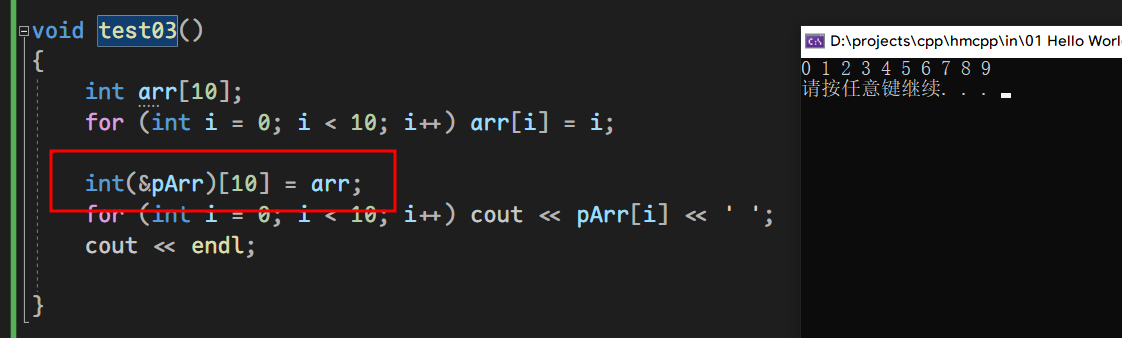 void test03()
{
int arr[10];
for (int i = 0; i < 10; i++) arr[i] = i;
int(&pArr)[10] = arr;
for (int i = 0; i < 10; i++) cout << pArr[i] << ' ';
cout << endl;
}
D:\projects\cpp\hmcpp\in\01 Hello Worl
0 1 2 3 4 5 6 7 8 9
请按任意键继续. . .